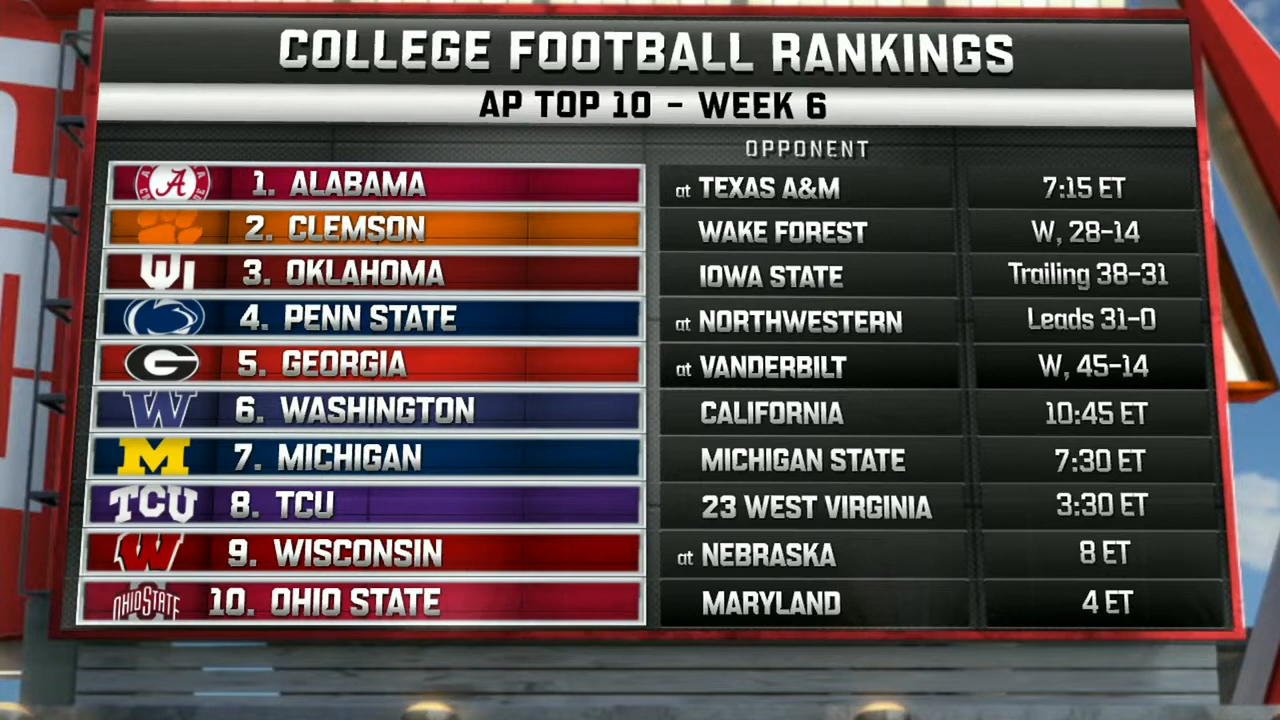 COLLEGE FOOTBALL RANKINGS
AP TOP 10 - WEEK 6
OPPONENT
A 1. ALABAMA at TEXAS A&M 7:15 ET
2. CLEMSON WAKE FOREST W, 28-14
3. OKLAHOMA IOWA STATE Trailing 38-31
4. PENN STATE at NORTHWESTERN Leads 31-0
G 5. GEORGIA at VANDERBILT W, 45-14
W 6. WASHINGTON CALIFORNIA 10:45 ET
M 7. MICHIGAN MICHIGAN STATE 7:30 ET
TCU 8. TCU 23 WEST VIRGINIA 3:30 ET
W 9. WISCONSIN at NEBRASKA 8 ET
OHIO STATE 10. OHIO STATE MARYLAND 4 ET